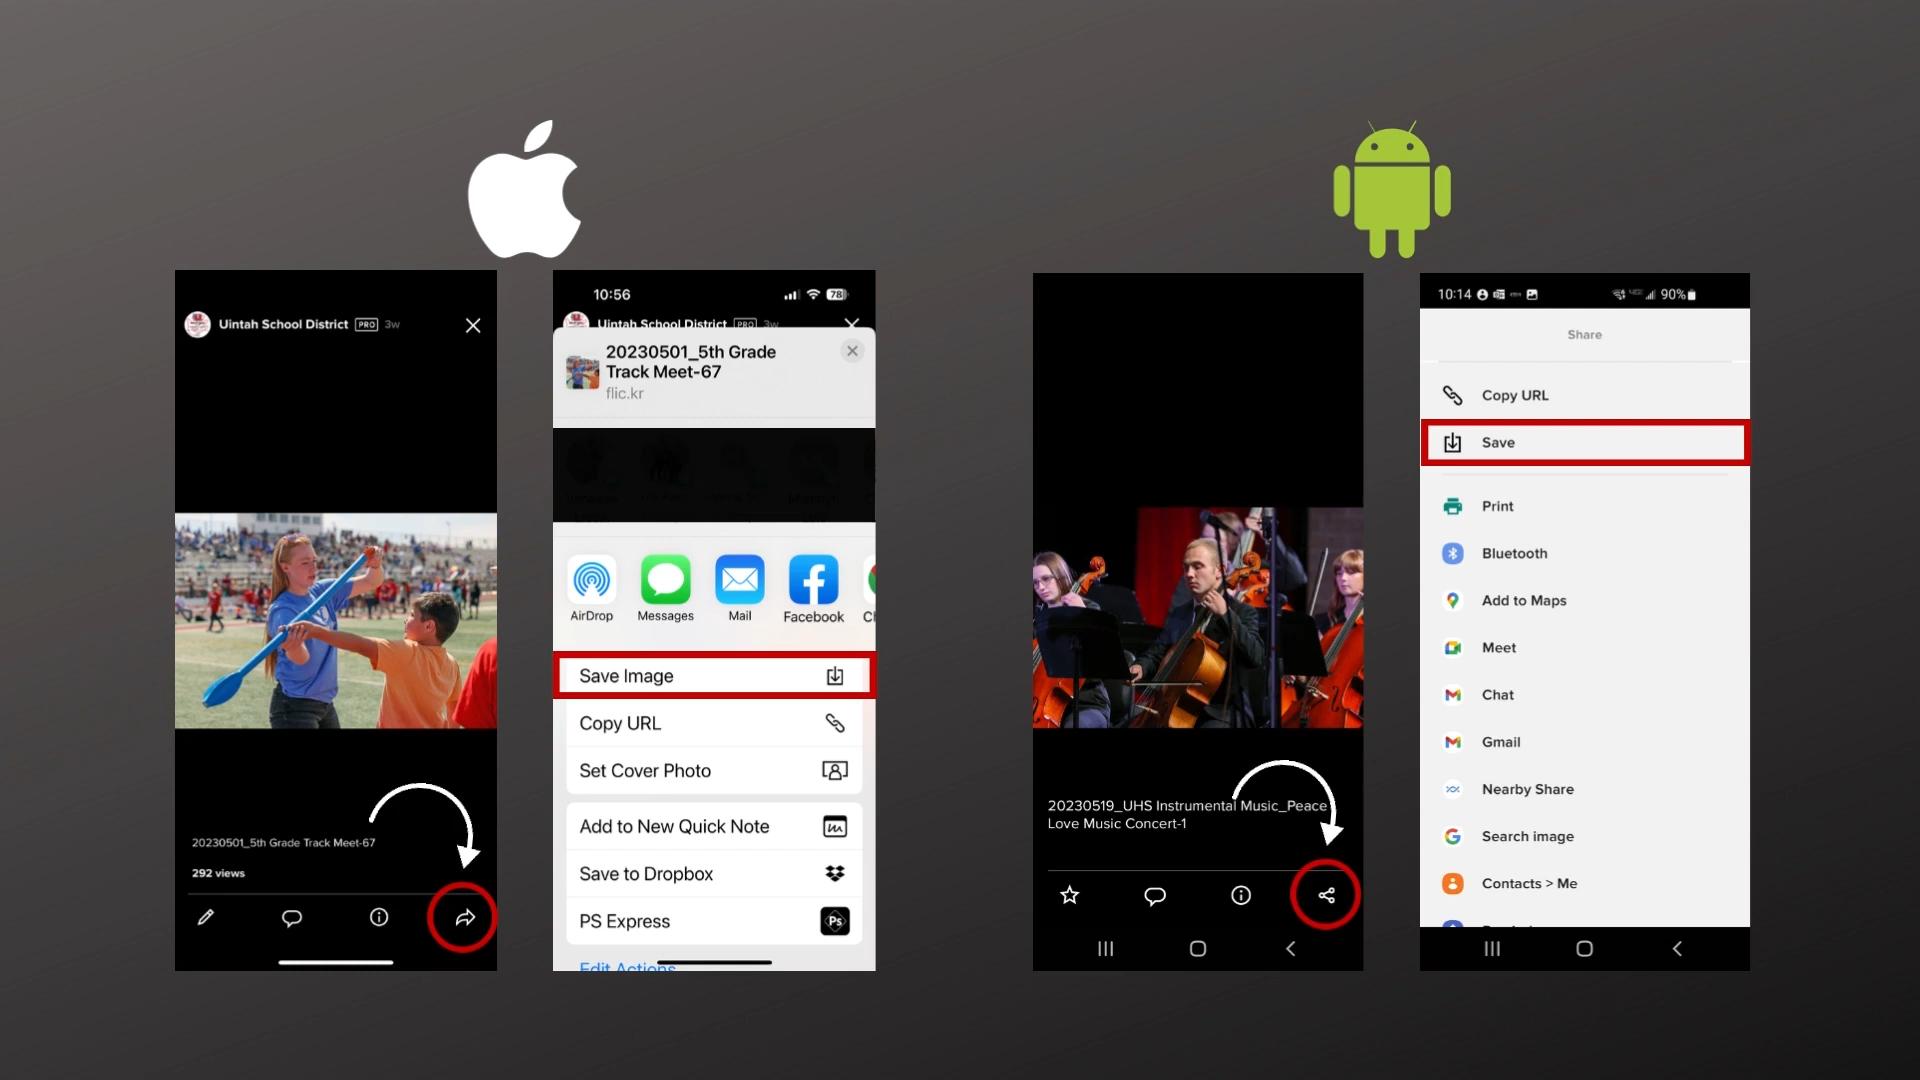 Uintah School District PRO 3w
20230501_5th Grade Track Meet-67
292 views
10:56
78
Uintah School District PRO 3w
20230501_5th Grade
Track Meet-67
flic.kr
AirDrop
Messages
Mail
Facebook
Save Image
Copy URL
Set Cover Photo
Add to New Quick Note
Save to Dropbox
PS Express
Ps
Edit Actions
20230519_UHS Instrumental Music_Peace
Love Music Concert-1
10:14
90%
Share
Copy URL
Save
Print
Bluetooth
Add to Maps
Meet
Chat
Gmail
Nearby Share
Search image
Contacts > Me